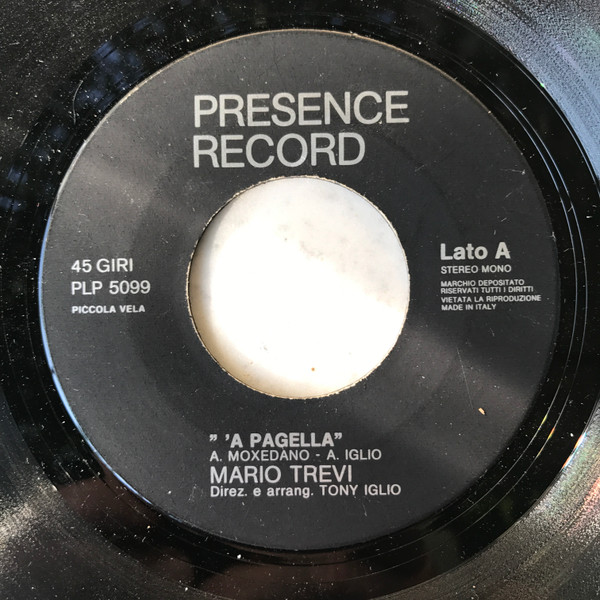 PRESENCE
RECORD
45 GIRI
PLP 5099
PICCOLA VELA
Lato A
STEREO MONO
MARCHIO DEPOSITATO
RISERVATI TUTTI I DIRITTI
VIETATA LA RIPRODUZIONE
MADE IN ITALY
” ’A PAGELLA”
A. MOXEDANO - A. IGLIO
MARIO TREVI
Direz. e arrang. TONY IGLIO